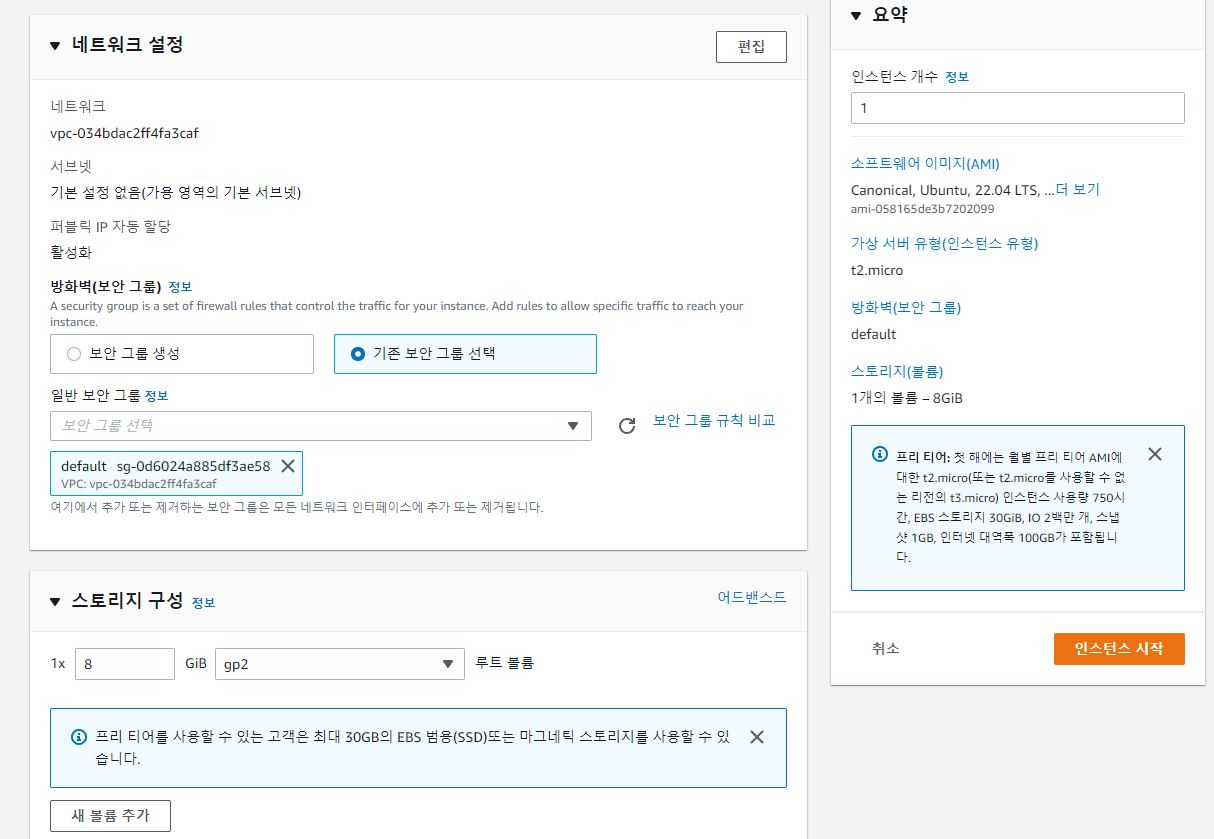 네트워크 설정
편집
네트워크
vpc-034bdac2ff4fa3caf
서브넷
기본 설정 없음(가용 영역의 기본 서브넷)
퍼블릭 IP 자동 할당
활성화
방화벽(보안 그룹) 정보
A security group is a set of firewall rules that control the traffic for your instance. Add rules to allow specific traffic to reach your
instance.
보안 그룹 생성
기존 보안 그룹 선택
일반 보안 그룹 정보
보안 그룹 선택
보안 그룹 규칙 비교
default sg-0d6024a885df3ae58
VPC: vpc-034bdac2ff4fa3caf
여기에서 추가 또는 제거하는 보안 그룹은 모든 네트워크 인터페이스에 추가 또는 제거됩니다.
스토리지 구성 정보
어드밴스드
1x 8 GiB gp2 루트 볼륨
프리 티어를 사용할 수 있는 고객은 최대 30GB의 EBS 범용(SSD)또는 마그네틱 스토리지를 사용할 수 있
습니다.
새 볼륨 추가
요약
인스턴스 개수 정보
1
소프트웨어 이미지(AMI)
Canonical, Ubuntu, 22.04 LTS, ...더 보기
ami-058165de3b7202099
가상 서버 유형(인스턴스 유형)
t2.micro
방화벽(보안 그룹)
default
스토리지(볼륨)
1개의 볼륨 – 8GiB
프리 티어: 첫 해에는 월별 프리 티어 AMI에
대한 t2.micro(또는 t2.micro를 사용할 수 없
는 리전의 t3.micro) 인스턴스 사용량 750시
간, EBS 스토리지 30GiB, IO 2백만 개, 스냅
샷 1GB, 인터넷 대역폭 100GB가 포함됩니
다.
취소
인스턴스 시작